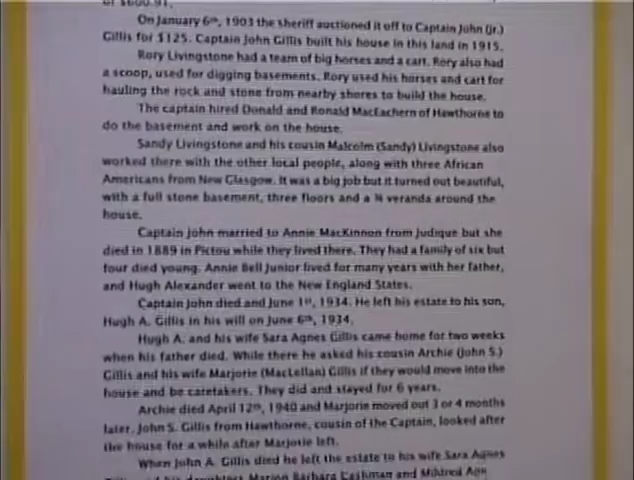 of $600.91.
On January 6th, 1903 the sheriff auctioned it off to Captain John (Jr.)
Gillis for $125. Captain John Gillis built his house in this land in 1915.
Rory Livingstone had a team of big horses and a cart. Rory also had
a scoop, used for digging basements. Rory used his horses and cart for
hauling the rock and stone from nearby shores to build the house.
The captain hired Donald and Ronald MacEachern of Hawthorne to
do the basement and work on the house.
Sandy Livingstone and his cousin Malcolm (Sandy) Livingstone also
worked there with the other local people, along with three African
Americans from New Glasgow. It was a big job but it turned out beautiful,
with a full stone basement, three floors and a ¾ veranda around the
house.
Captain John married to Annie MacKinnon from Judique but she
died in 1889 in Pictou while they lived there. They had a family of six but
four died young. Annie Bell Junior lived for many years with her father,
and Hugh Alexander went to the New England States.
Captain John died and June 1st, 1934. He left his estate to his son,
Hugh A. Gillis in his will on June 6th, 1934.
Hugh A. and his wife Sara Agnes Gillis came home for two weeks
when his father died. While there he asked his cousin Archie (John S.)
Gillis and his wife Marjorie (MacLellan) Gillis if they would move into the
house and be caretakers. They did and stayed for 6 years.
Archie died April 12th, 1940 and Marjorie moved out 3 or 4 months
later. John S. Gillis from Hawthorne, cousin of the Captain, looked after
the house for a while after Marjorie left.
When John A. Gillis died he left the estate to his wife Sara Agnes
his daughters Marion Barbara Cashman and Mildred Ann